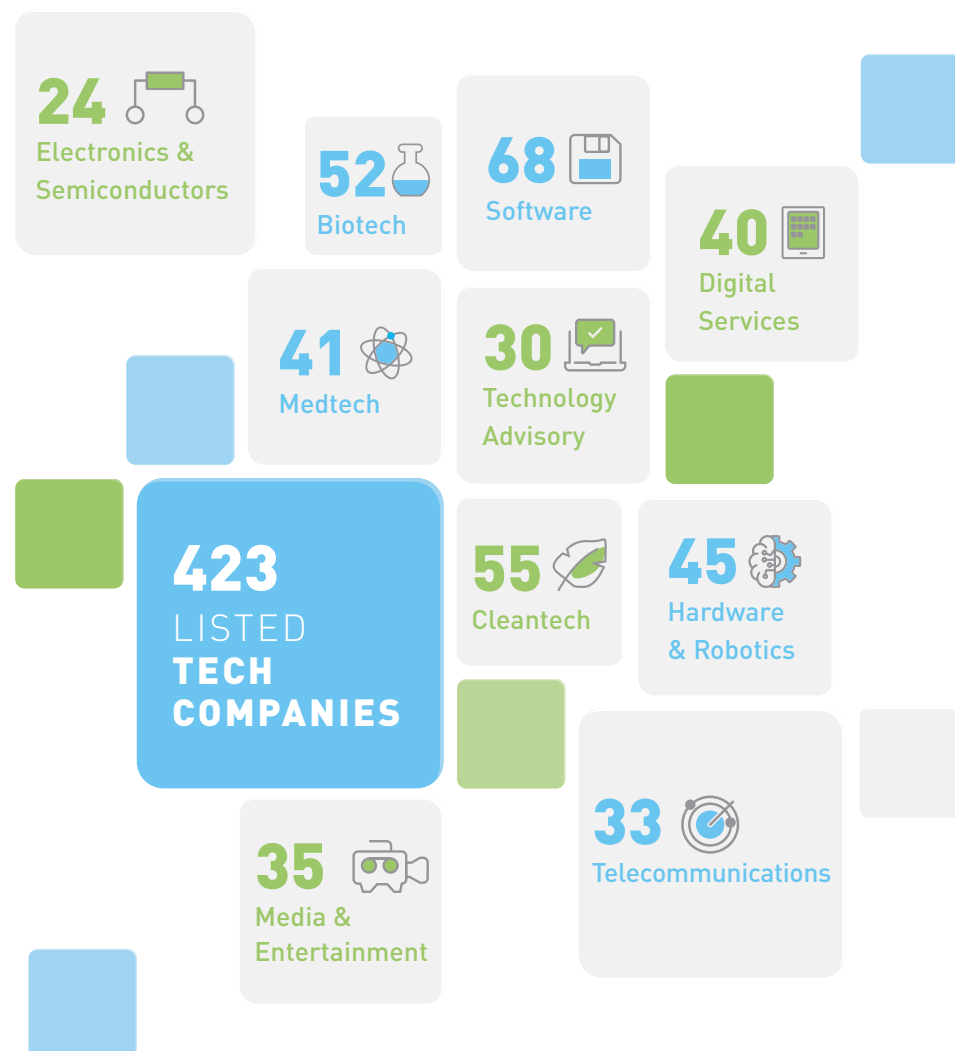 24
Electronics &
Semiconductors
52
Biotech
68
Software
40
Digital
Services
41
Medtech
30
Technology
Advisory
423
LISTED
TECH
COMPANIES
55
Cleantech
45
Hardware
& Robotics
33
Telecommunications
35
Media &
Entertainment